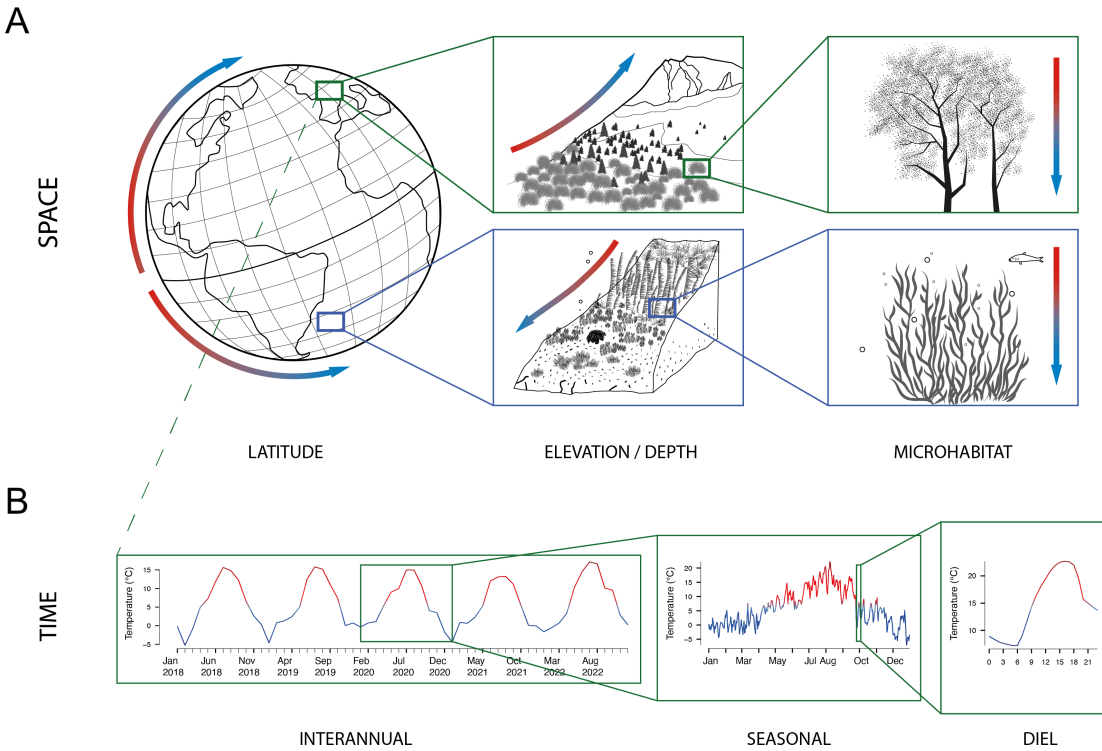 A
SPACE
LATITUDE
ELEVATION / DEPTH
MICROHABITAT
B
TIME
Temperature (°C)
15
10
5
0
−5
Jan Jun Nov Apr Sep Feb Jul Dec May Oct Mar Aug
2018 2018 2018 2019 2019 2020 2020 2020 2021 2021 2022 2022
INTERANNUAL
Temperature (°C)
20
15
10
5
0
−5
Jan Mar May Jul Aug Oct Dec
SEASONAL
Temperature (°C)
20
15
10
0 3 6 9 12 15 18 21
DIEL